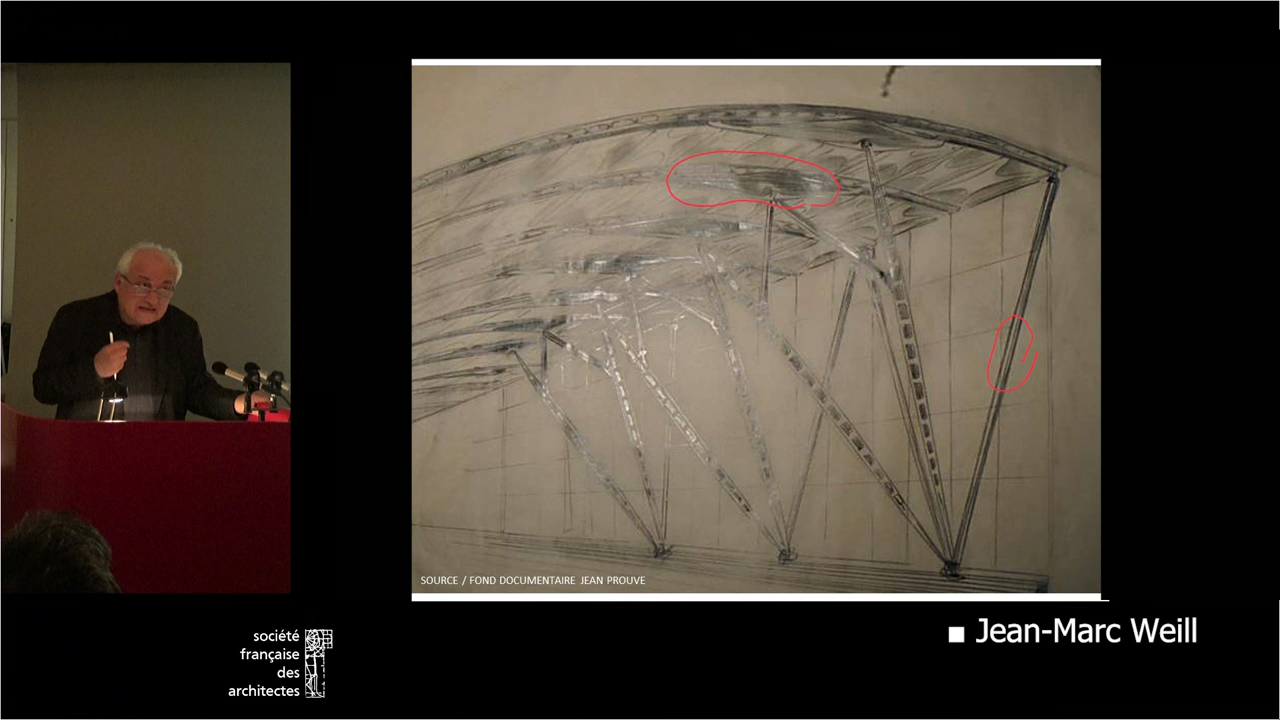 SOURCE / FOND DOCUMENTAIRE JEAN PROUVE
Jean-Marc Weill
société
française
des
architectes